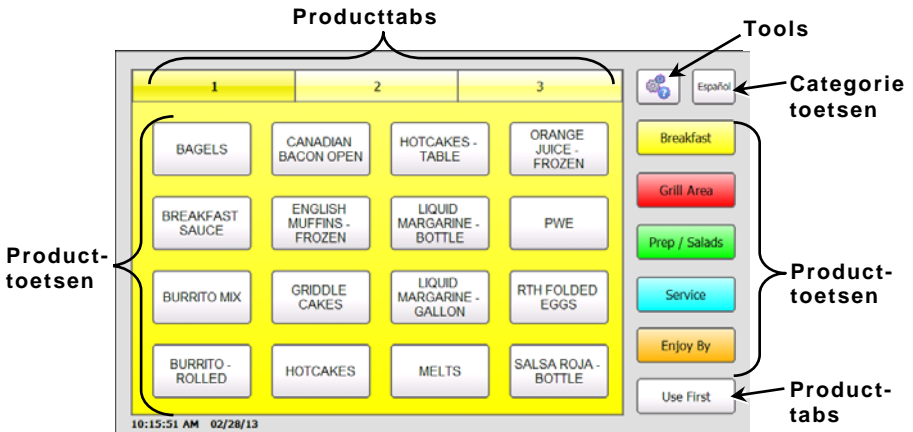 Producttabs
Tools
1
2
3
Español
Categorie
toetsen
BAGELS
CANADIAN
BACON OPEN
HOTCAKES -
TABLE
ORANGE
JUICE -
FROZEN
Breakfast
BREAKFAST
SAUCE
ENGLISH
MUFFINS -
FROZEN
LIQUID
MARGARINE -
BOTTLE
PWE
Grill Area
Prep / Salads
Product-
toetsen
Product-
toetsen
BURRITO MIX
GRIDDLE
CAKES
LIQUID
MARGARINE -
GALLON
RTH FOLDED
EGGS
Service
Enjoy By
BURRITO -
ROLLED
HOTCAKES
MELTS
SALSA ROJA -
BOTTLE
Use First
Product-
tabs
10:15:51 AM 02/28/13